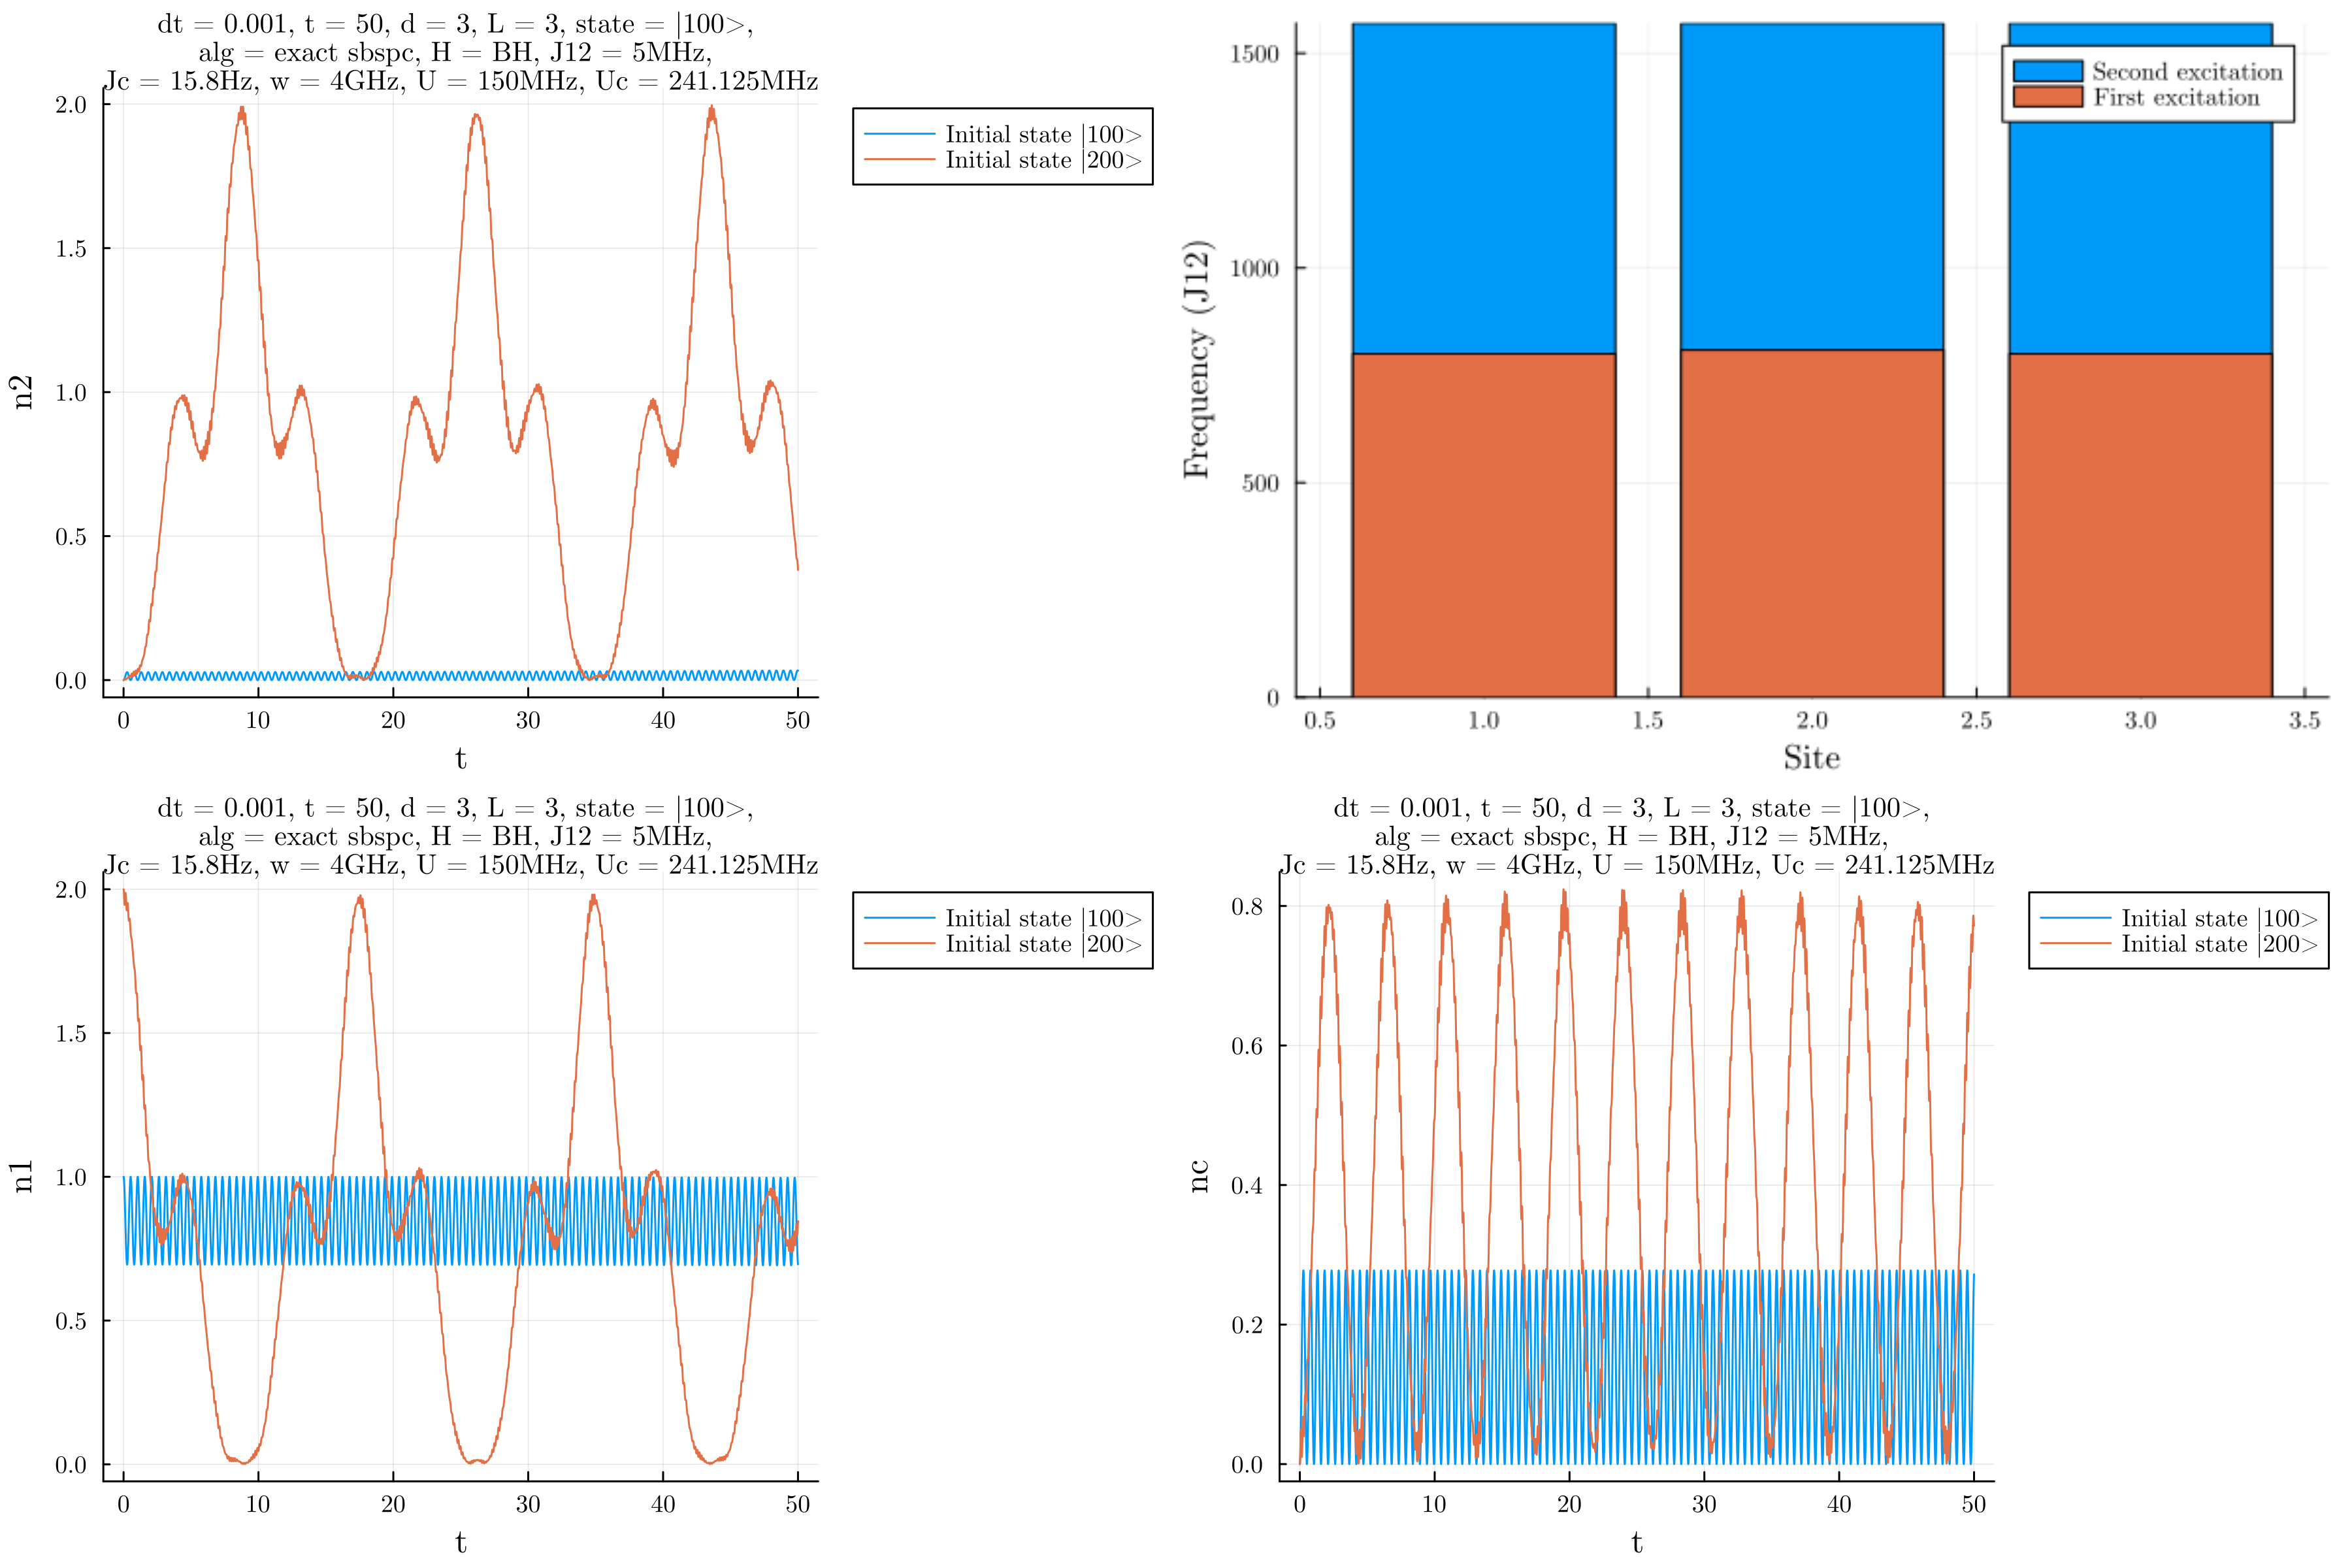 dt = 0.001, t = 50, d = 3, L = 3, state = |100>,
alg = exact sbspc, H = BH, J12 = 5MHz,
Jc = 15.8Hz, w = 4GHz, U = 150MHz, Uc = 241.125MHz
2.0
1.5
1.0
0.5
0.0
n2
0 10 20 30 40 50
t
Initial state |100>
Initial state |200>
1500
1000
500
0
Frequency (J12)
Second excitation
First excitation
0.5 1.0 1.5 2.0 2.5 3.0 3.5
Site
dt = 0.001, t = 50, d = 3, L = 3, state = |100>,
alg = exact sbspc, H = BH, J12 = 5MHz,
Jc = 15.8Hz, w = 4GHz, U = 150MHz, Uc = 241.125MHz
2.0
1.5
1.0
0.5
0.0
n1
0 10 20 30 40 50
t
Initial state |100>
Initial state |200>
dt = 0.001, t = 50, d = 3, L = 3, state = |100>,
alg = exact sbspc, H = BH, J12 = 5MHz,
Jc = 15.8Hz, w = 4GHz, U = 150MHz, Uc = 241.125MHz
0.8
0.6
0.4
0.2
0.0
nc
0 10 20 30 40 50
t
Initial state |100>
Initial state |200>